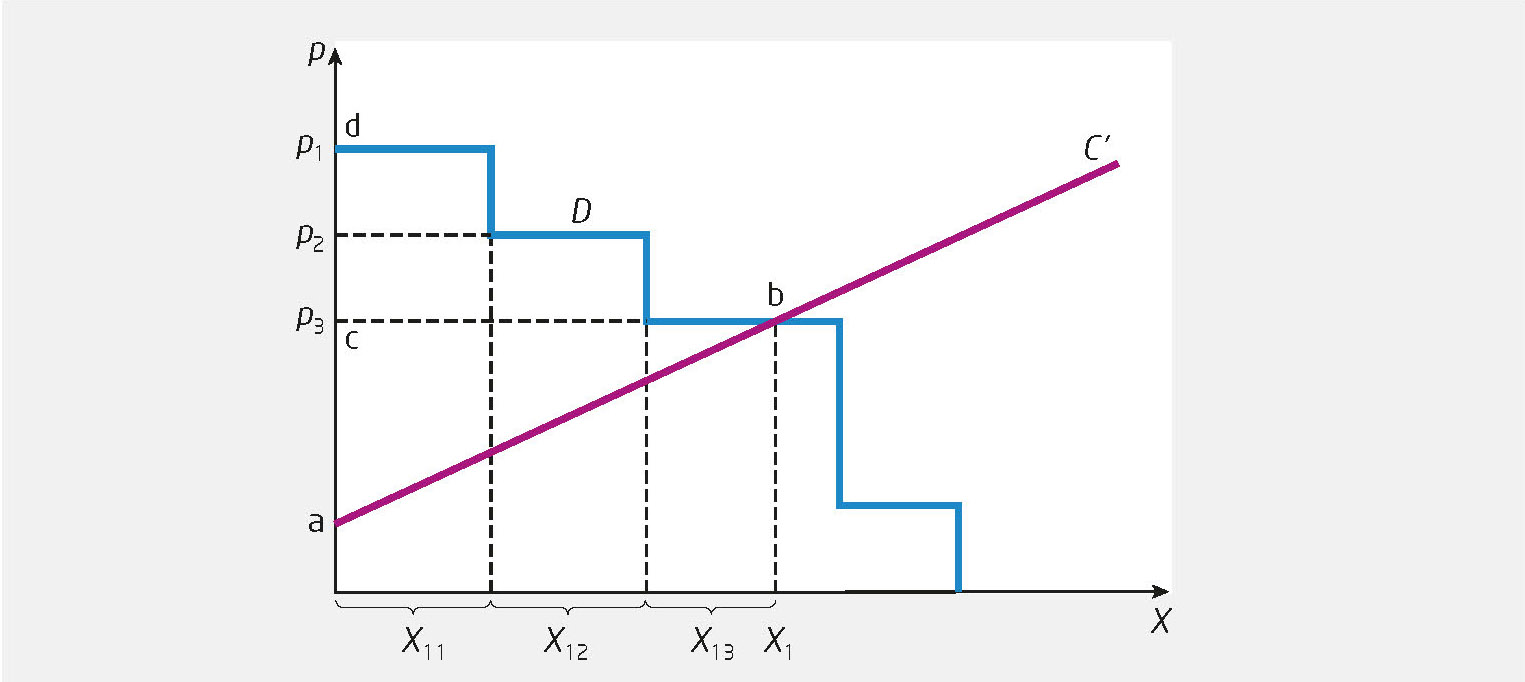 p
d
p₁
C′
D
p₂
b
p₃
c
a
X
X₁₁ X₁₂ X₁₃ X₁